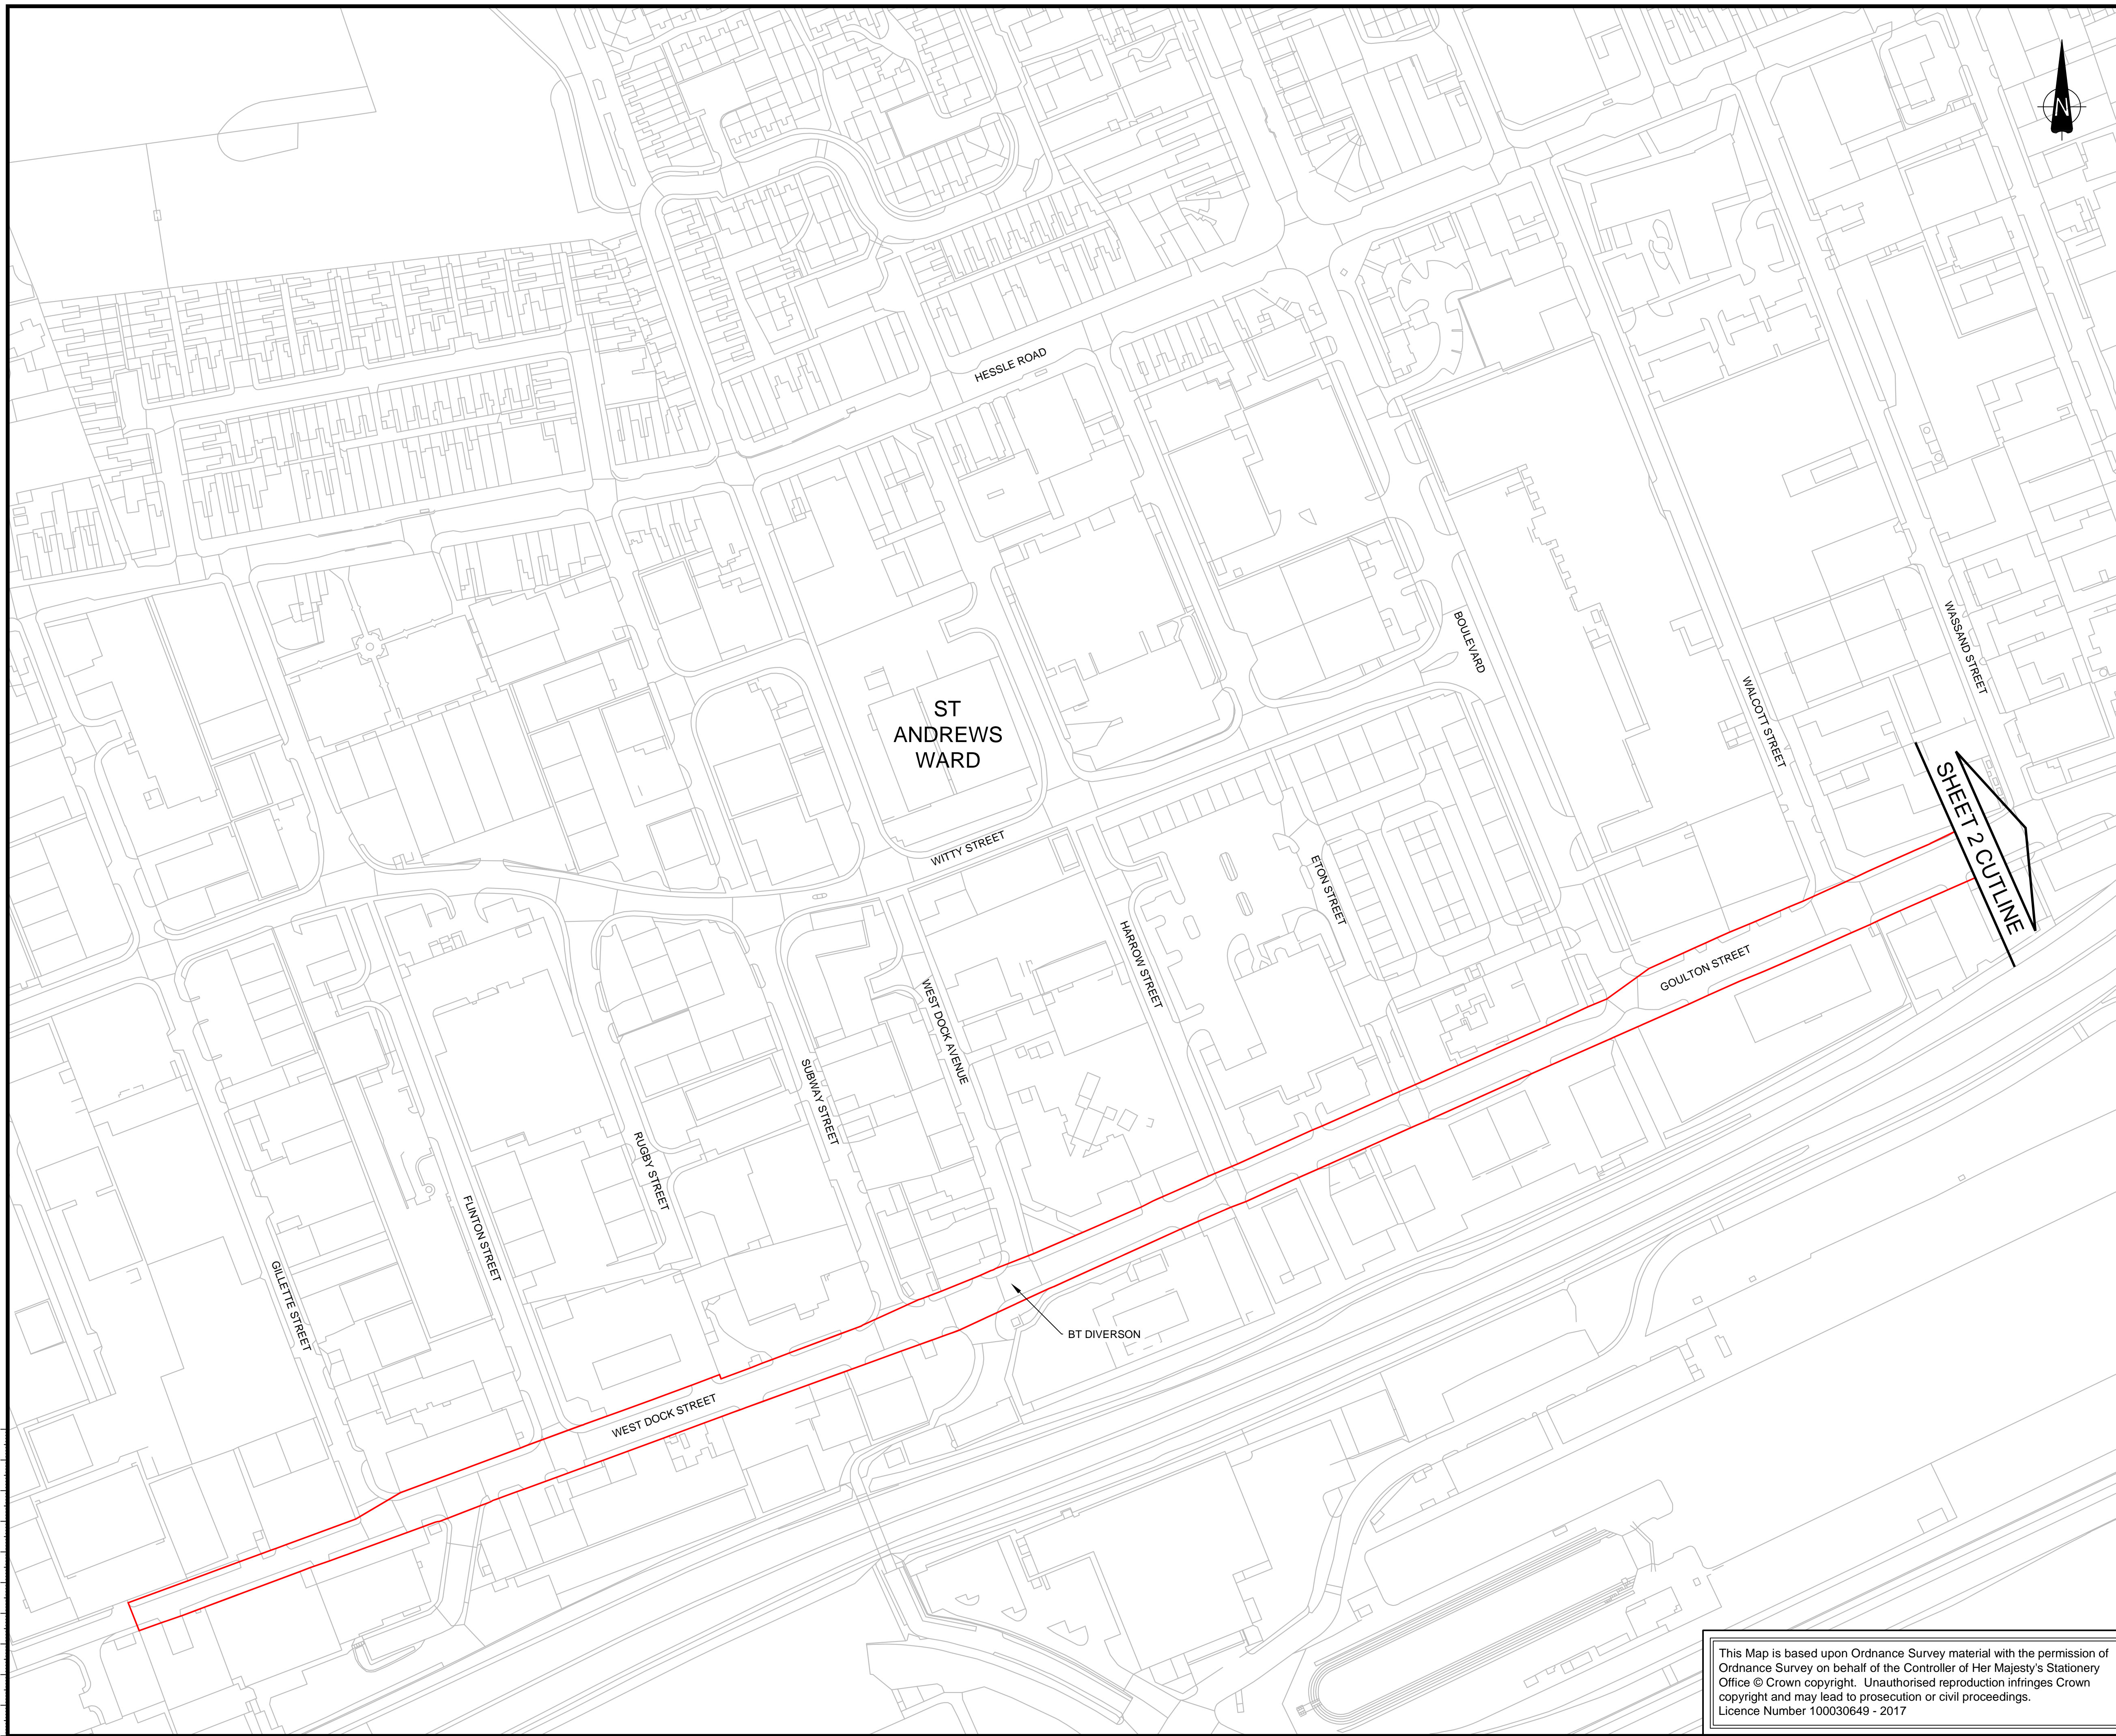 N
HESSLE ROAD
BOULEVARD
WASSAND STREET
WALCOTT STREET
ST
ANDREWS
WARD
SHEET 2 CUTLINE
WITTY STREET
ETON STREET
HARROW STREET
GOULTON STREET
WEST DOCK AVENUE
SUBWAY STREET
RUGBY STREET
FLINTON STREET
GILLETTE STREET
BT DIVERSON
WEST DOCK STREET
This Map is based upon Ordnance Survey material with the permission of
Ordnance Survey on behalf of the Controller of Her Majesty's Stationery
Office © Crown copyright. Unauthorised reproduction infringes Crown
copyright and may lead to prosecution or civil proceedings.
Licence Number 100030649 - 2017